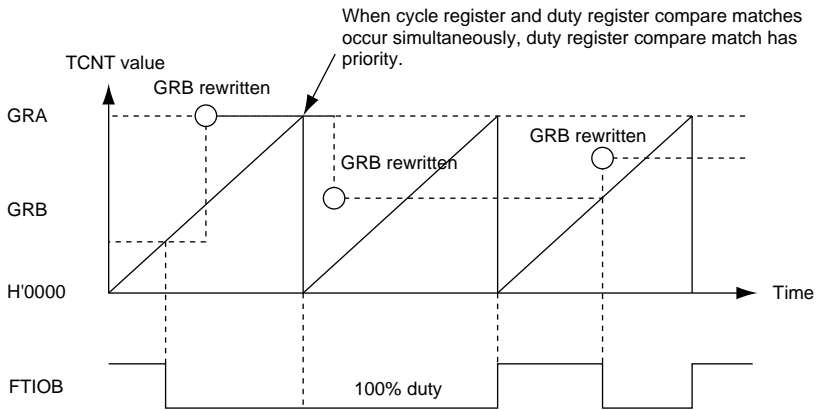 When cycle register and duty register compare matches
occur simultaneously, duty register compare match has
priority.
TCNT value
GRB rewritten
GRA
GRB rewritten
GRB rewritten
GRB
H'0000
Time
FTIOB
100% duty